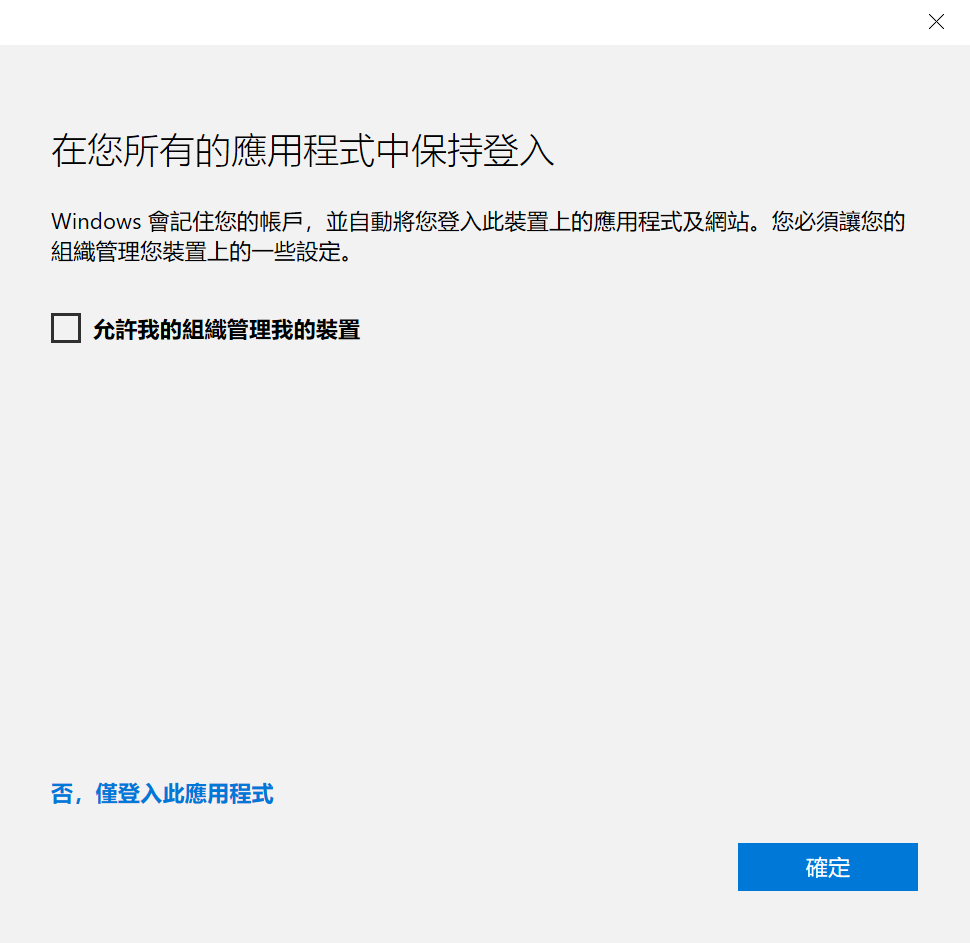 在您所有的應用程式中保持登入
Windows 會記住您的帳戶，並自動將您登入此裝置上的應用程式及網站。您必須讓您的
組織管理您裝置上的一些設定。
允許我的組織管理我的裝置
否，僅登入此應用程式
確定